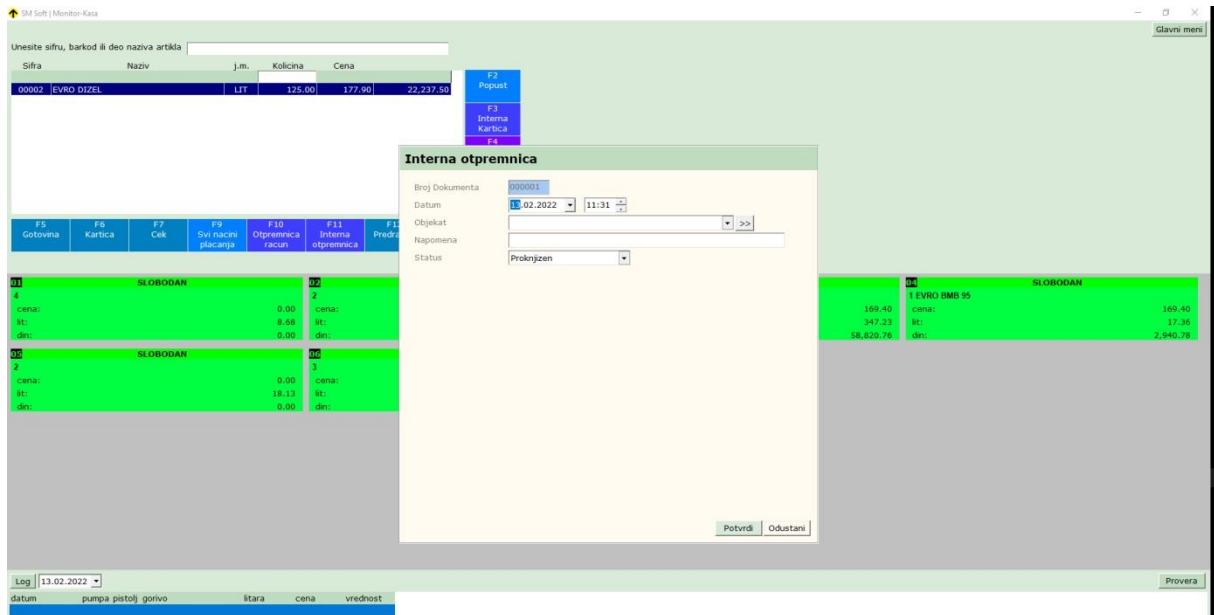 SM Soft | Monitor-Kasa
Glavni meni
Unesite sifru, barkod ili deo naziva artikla
Sifra Naziv j.m. Kolicina Cena
00002 EVRO DIZEL LIT 125.00 177.90 22,237.50
F2
Popust
F3
Interna
Kartica
F4
Interna otpremnica
Broj Dokumenta 000001
Datum 13.02.2022 11:31
Objekat >>
Napomena
Status Proknjizen
Potvrdi Odustani
F5
Gotovina
F6
Kartica
F7
Cek
F9
Svi nacini
placanja
F10
Otpremnica
racun
F11
Interna
otpremnica
01 SLOBODAN
4
cena: 0.00
lit: 8.68
din: 0.00
02
2
cena:
lit:
din:
169.40
347.23
58,820.76
04 SLOBODAN
1 EVRO BMB 95
cena: 169.40
lit: 17.36
din: 2,940.78
05 SLOBODAN
2
cena: 0.00
lit: 18.13
din: 0.00
06
3
cena:
lit:
din:
Log 13.02.2022 Provera
datum pumpa pistolj gorivo litara cena vrednost